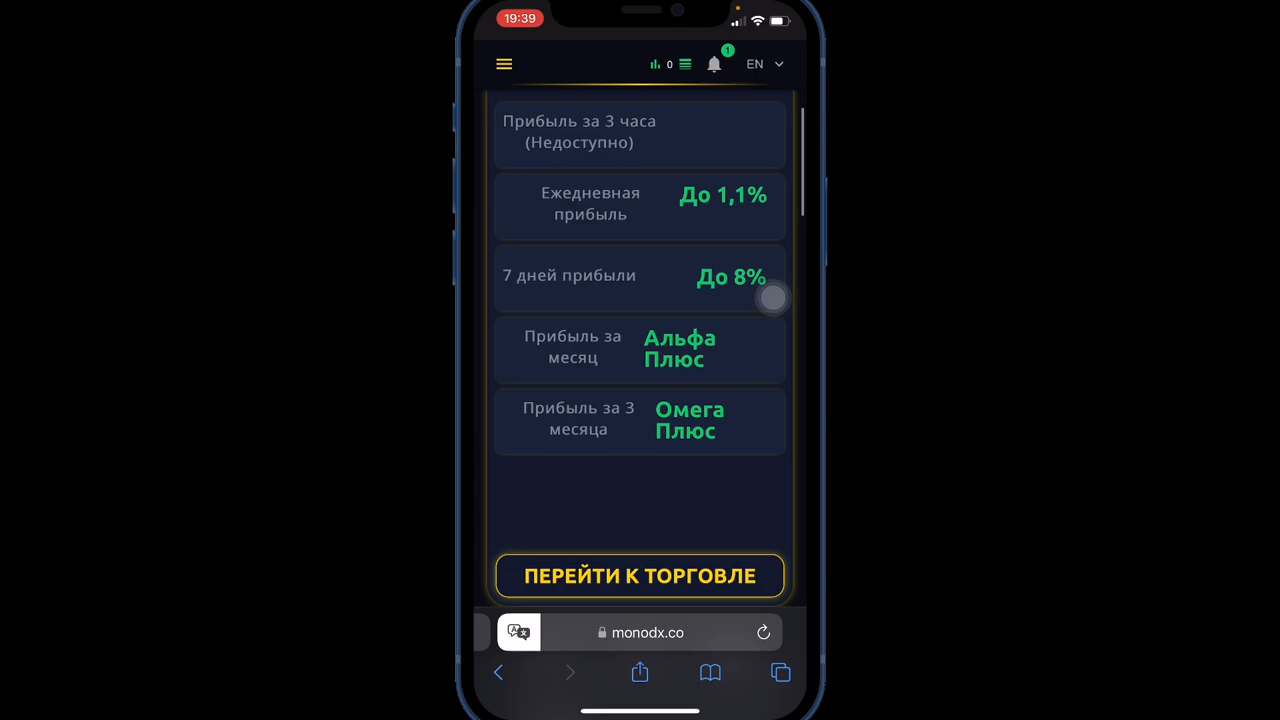 19:39
0
1
EN
Прибыль за 3 часа
(Недоступно)
Ежедневная
прибыль
До 1,1%
7 дней прибыли
До 8%
Прибыль за
месяц
Альфа
Плюс
Прибыль за 3
месяца
Омега
Плюс
ПЕРЕЙТИ К ТОРГОВЛЕ
monodx.co